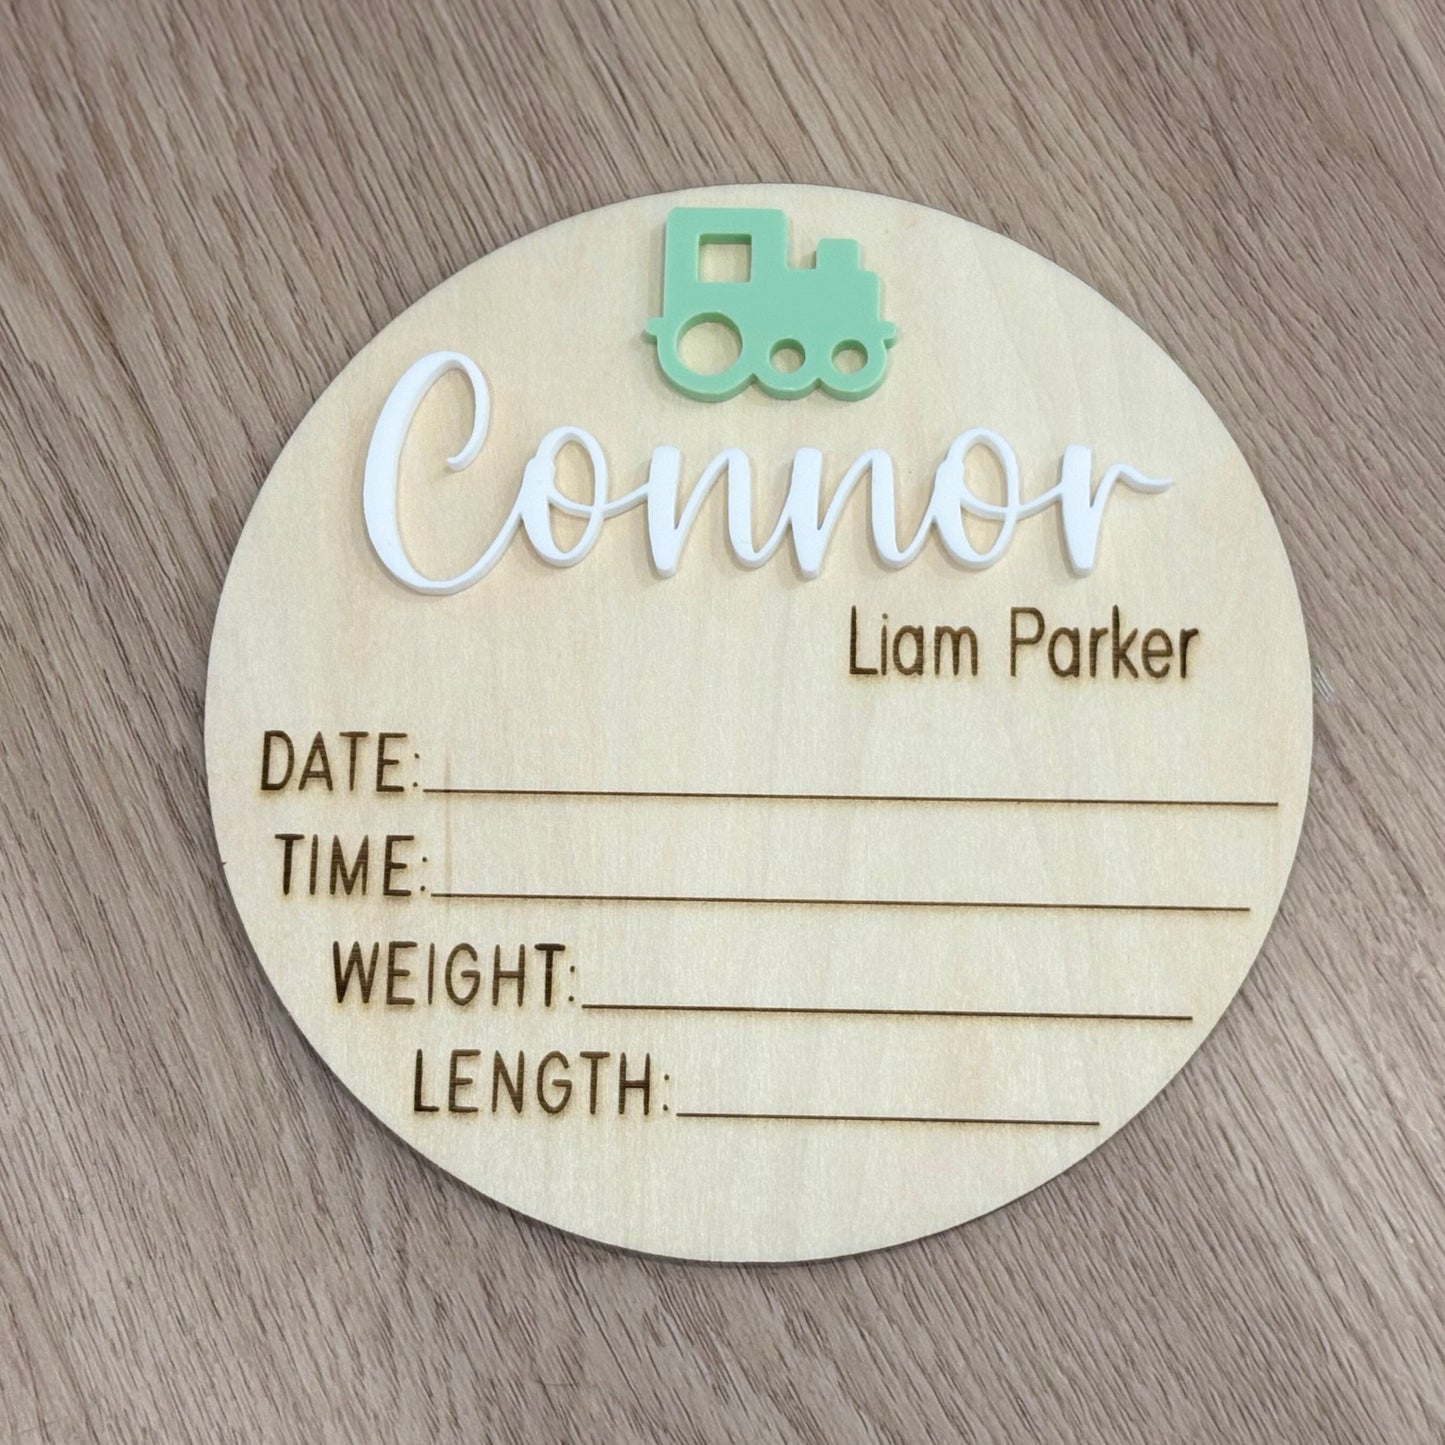 Connor
Liam Parker
DATE:
TIME:
WEIGHT:
LENGTH: